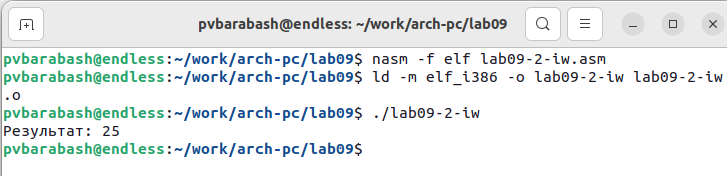 pvbarabash@endless: ~/work/arch-pc/lab09
pvbarabash@endless:~/work/arch-pc/lab09$ nasm -f elf lab09-2-iw.asm
pvbarabash@endless:~/work/arch-pc/lab09$ ld -m elf_i386 -o lab09-2-iw lab09-2-iw
.o
pvbarabash@endless:~/work/arch-pc/lab09$ ./lab09-2-iw
Результат: 25
pvbarabash@endless:~/work/arch-pc/lab09$